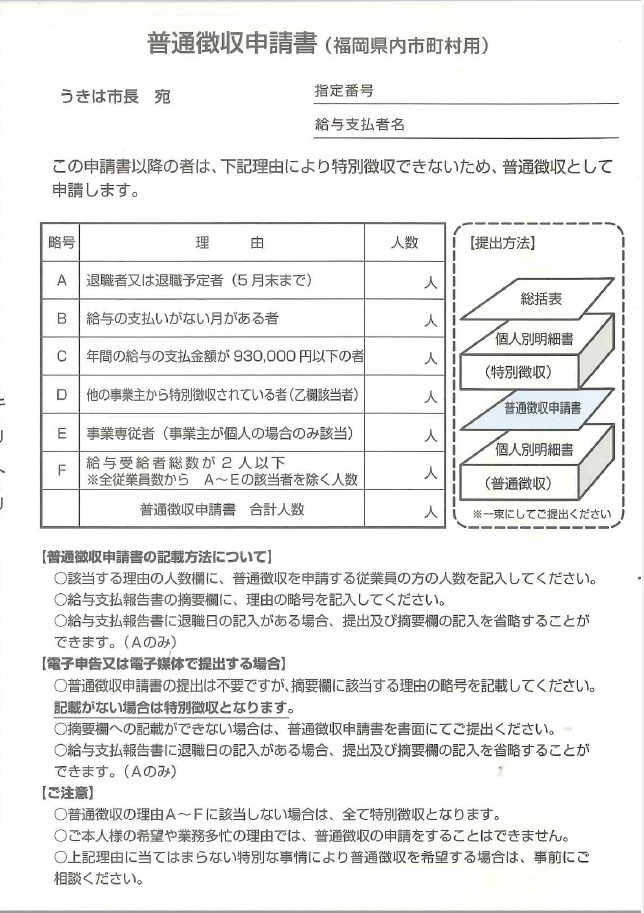 普通徴収申請書（福岡県内市町村用）
うきは市長　宛
指定番号
給与支払者名
この申請書以降の者は、下記理由により特別徴収できないため、普通徴収として
申請します。
略号　理　由　人数
A　退職者又は退職予定者（５月末まで）　人
B　給与の支払いがない月がある者　人
C　年間の給与の支払金額が 930,000 円以下の者　人
D　他の事業主から特別徴収されている者（乙欄該当者）　人
E　事業専従者（事業主が個人の場合のみ該当）　人
F　給与受給者総数が 2 人以下
※全従業員数から　A～Eの該当者を除く人数　人
普通徴収申請書　合計人数　人
【提出方法】
総括表
個人別明細書
（特別徴収）
普通徴収申請書
個人別明細書
（普通徴収）
※一束にしてご提出ください
【普通徴収申請書の記載方法について】
○該当する理由の人数欄に、普通徴収を申請する従業員の方の人数を記入してください。
○給与支払報告書の摘要欄に、理由の略号を記入してください。
○給与支払報告書に退職日の記入がある場合、提出及び摘要欄の記入を省略することが
できます。（Aのみ）
【電子申告又は電子媒体で提出する場合】
○普通徴収申請書の提出は不要ですが、摘要欄に該当する理由の略号を記載してください。
記載がない場合は特別徴収となります。
○摘要欄への記載ができない場合は、普通徴収申請書を書面にてご提出ください。
○給与支払報告書に退職日の記入がある場合、提出及び摘要欄の記入を省略することが
できます。（Aのみ）
【ご注意】
○普通徴収の理由A～Fに該当しない場合は、全て特別徴収となります。
○ご本人様の希望や業務多忙の理由では、普通徴収の申請をすることはできません。
○上記理由に当てはまらない特別な事情により普通徴収を希望する場合は、事前にご
相談ください。